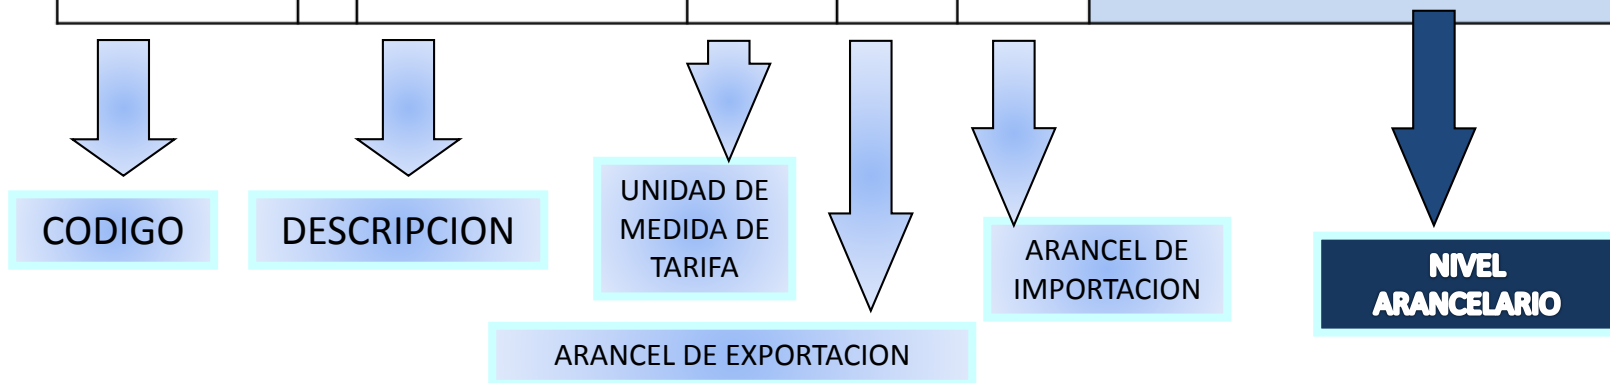 CODIGO
DESCRIPCION
UNIDAD DE
MEDIDA DE
TARIFA
ARANCEL DE EXPORTACION
ARANCEL DE
IMPORTACION
NIVEL
ARANCELARIO